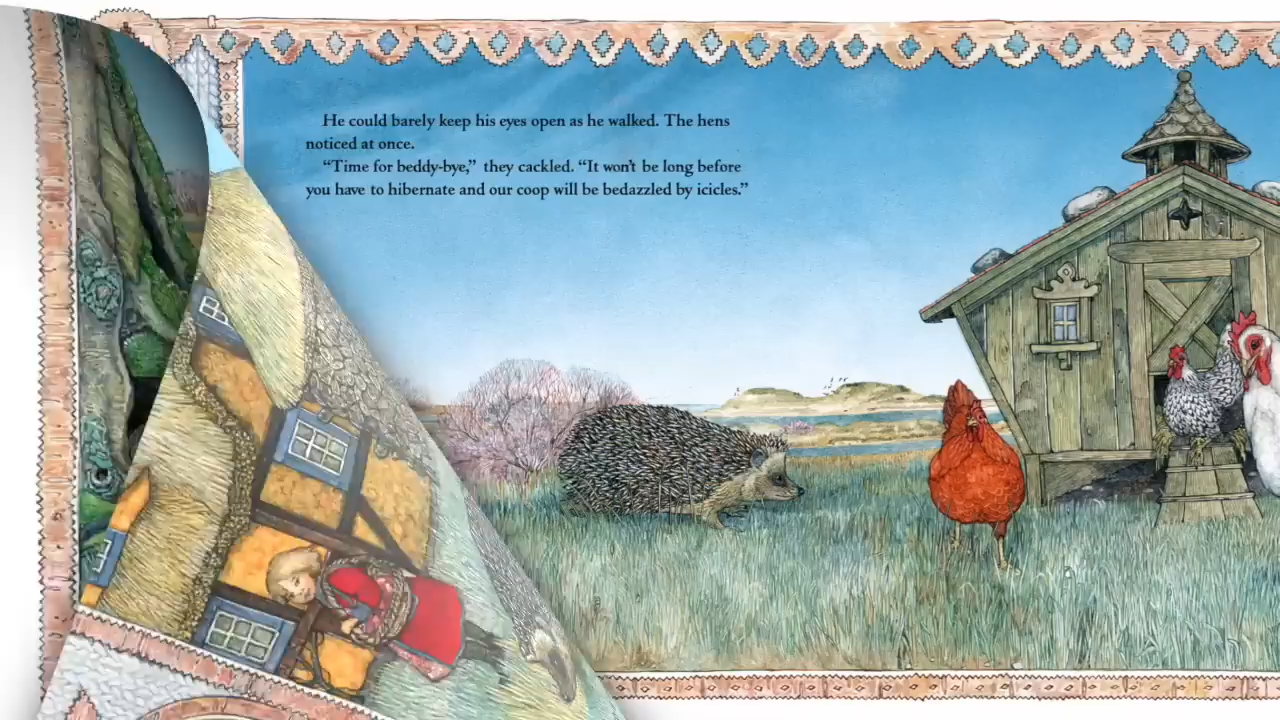 He could barely keep his eyes open as he walked. The hens
noticed at once.
“Time for beddy-bye,” they cackled. “It won’t be long before
you have to hibernate and our coop will be bedazzled by icicles.”